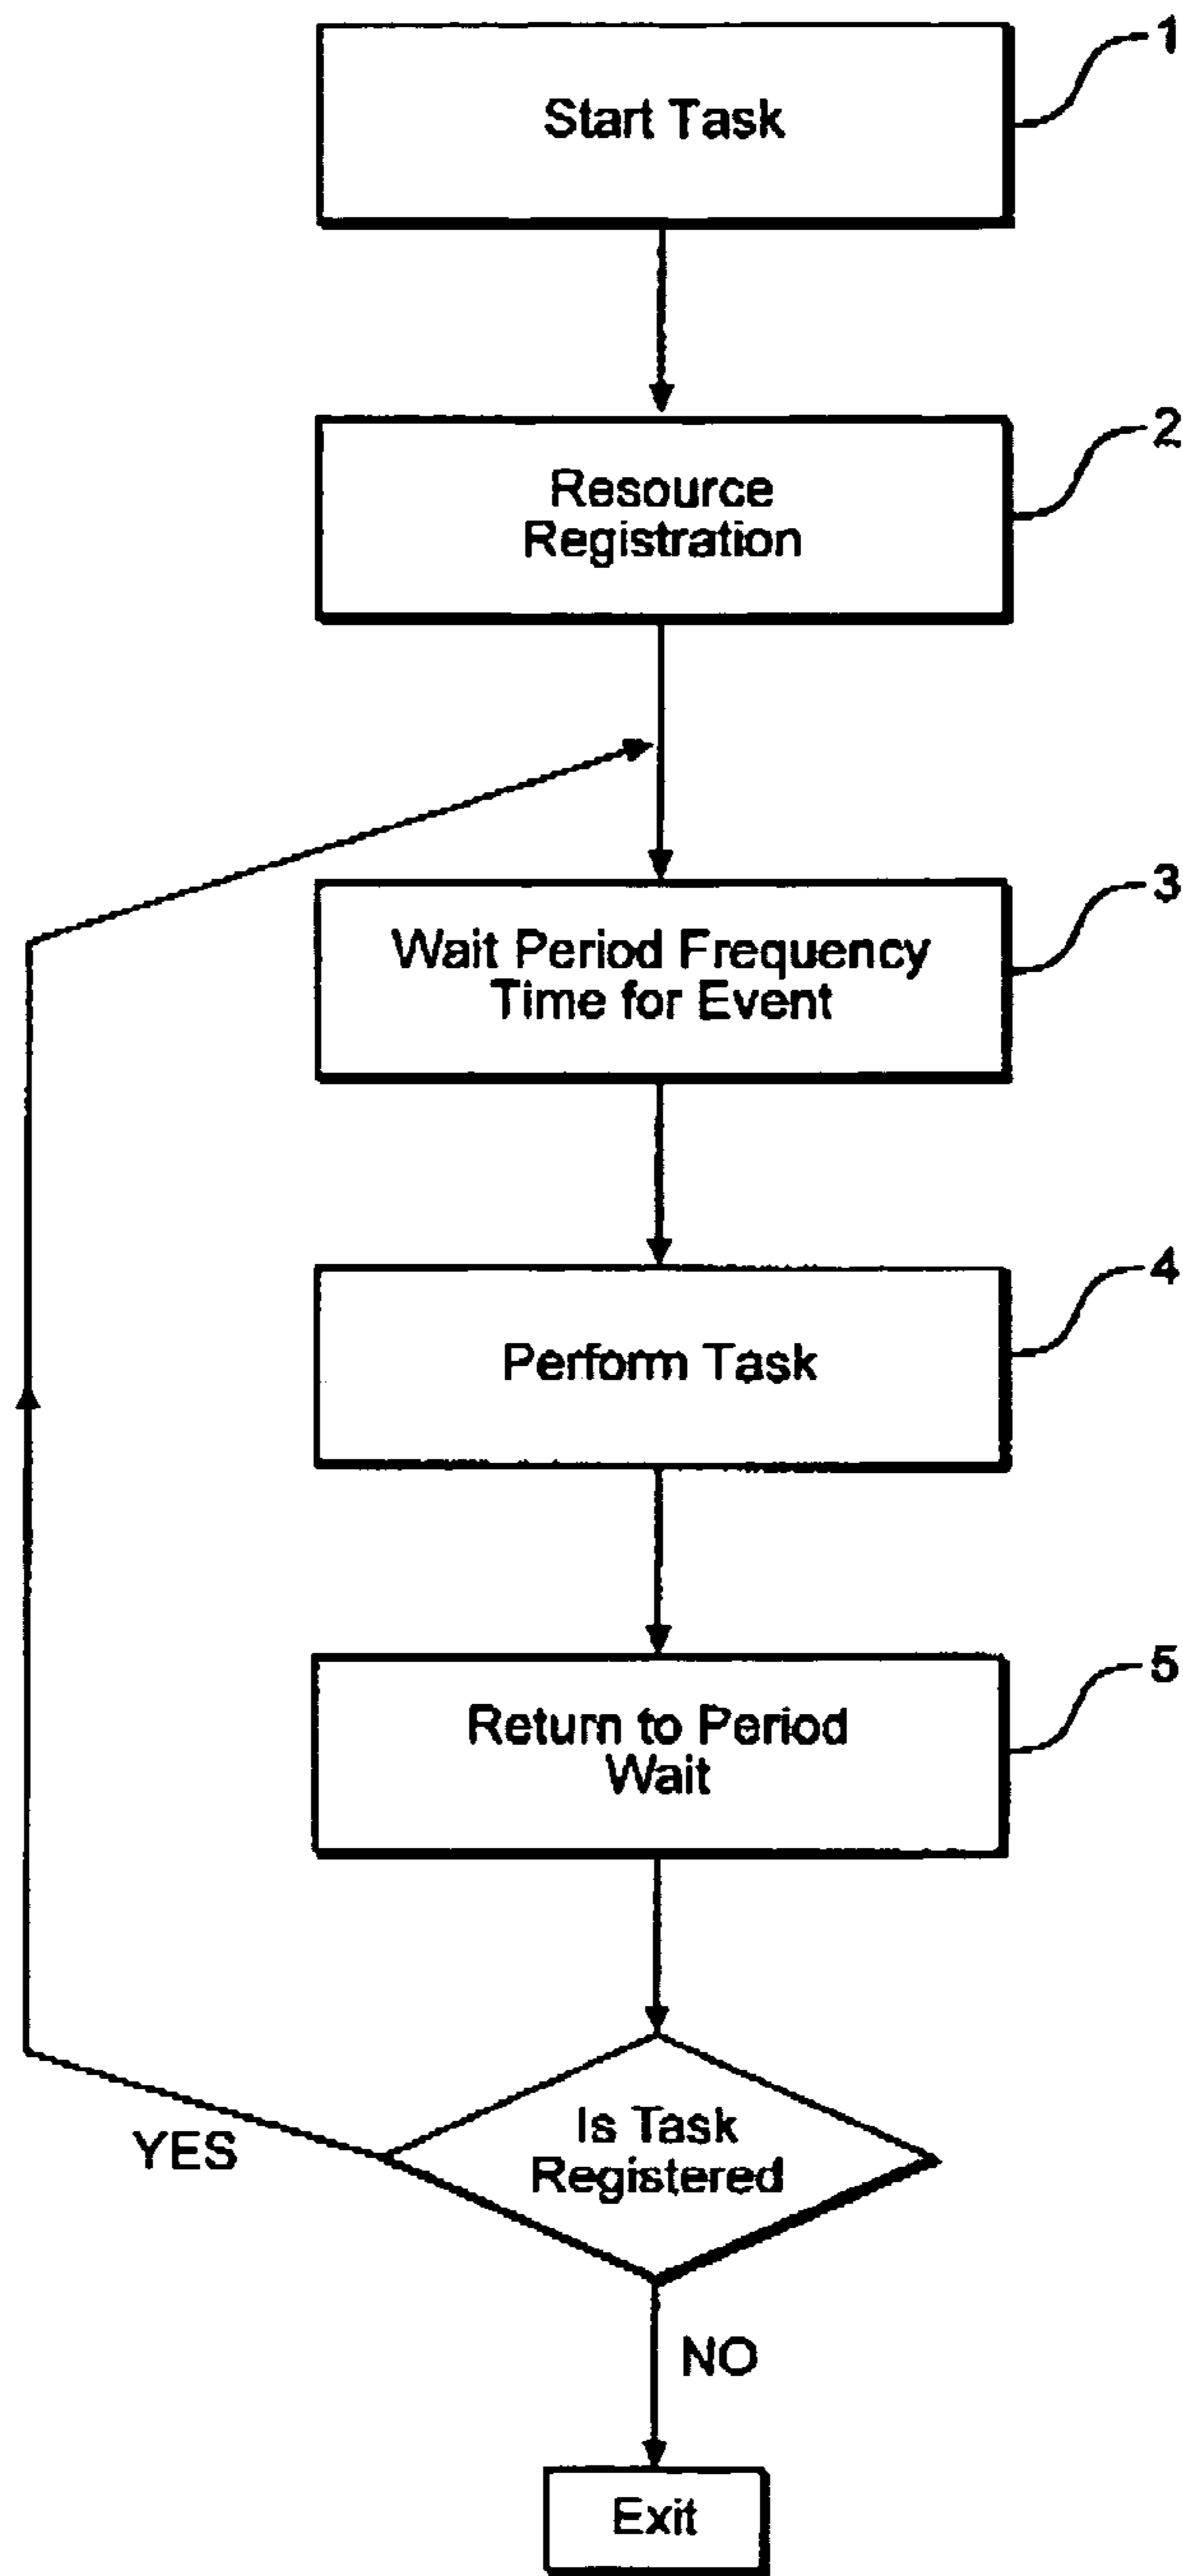 1
Start Task
2
Resource
Registration
3
Wait Period Frequency
Time for Event
4
Perform Task
5
Return to Period
Wait
Is Task
Registered
YES
NO
Exit